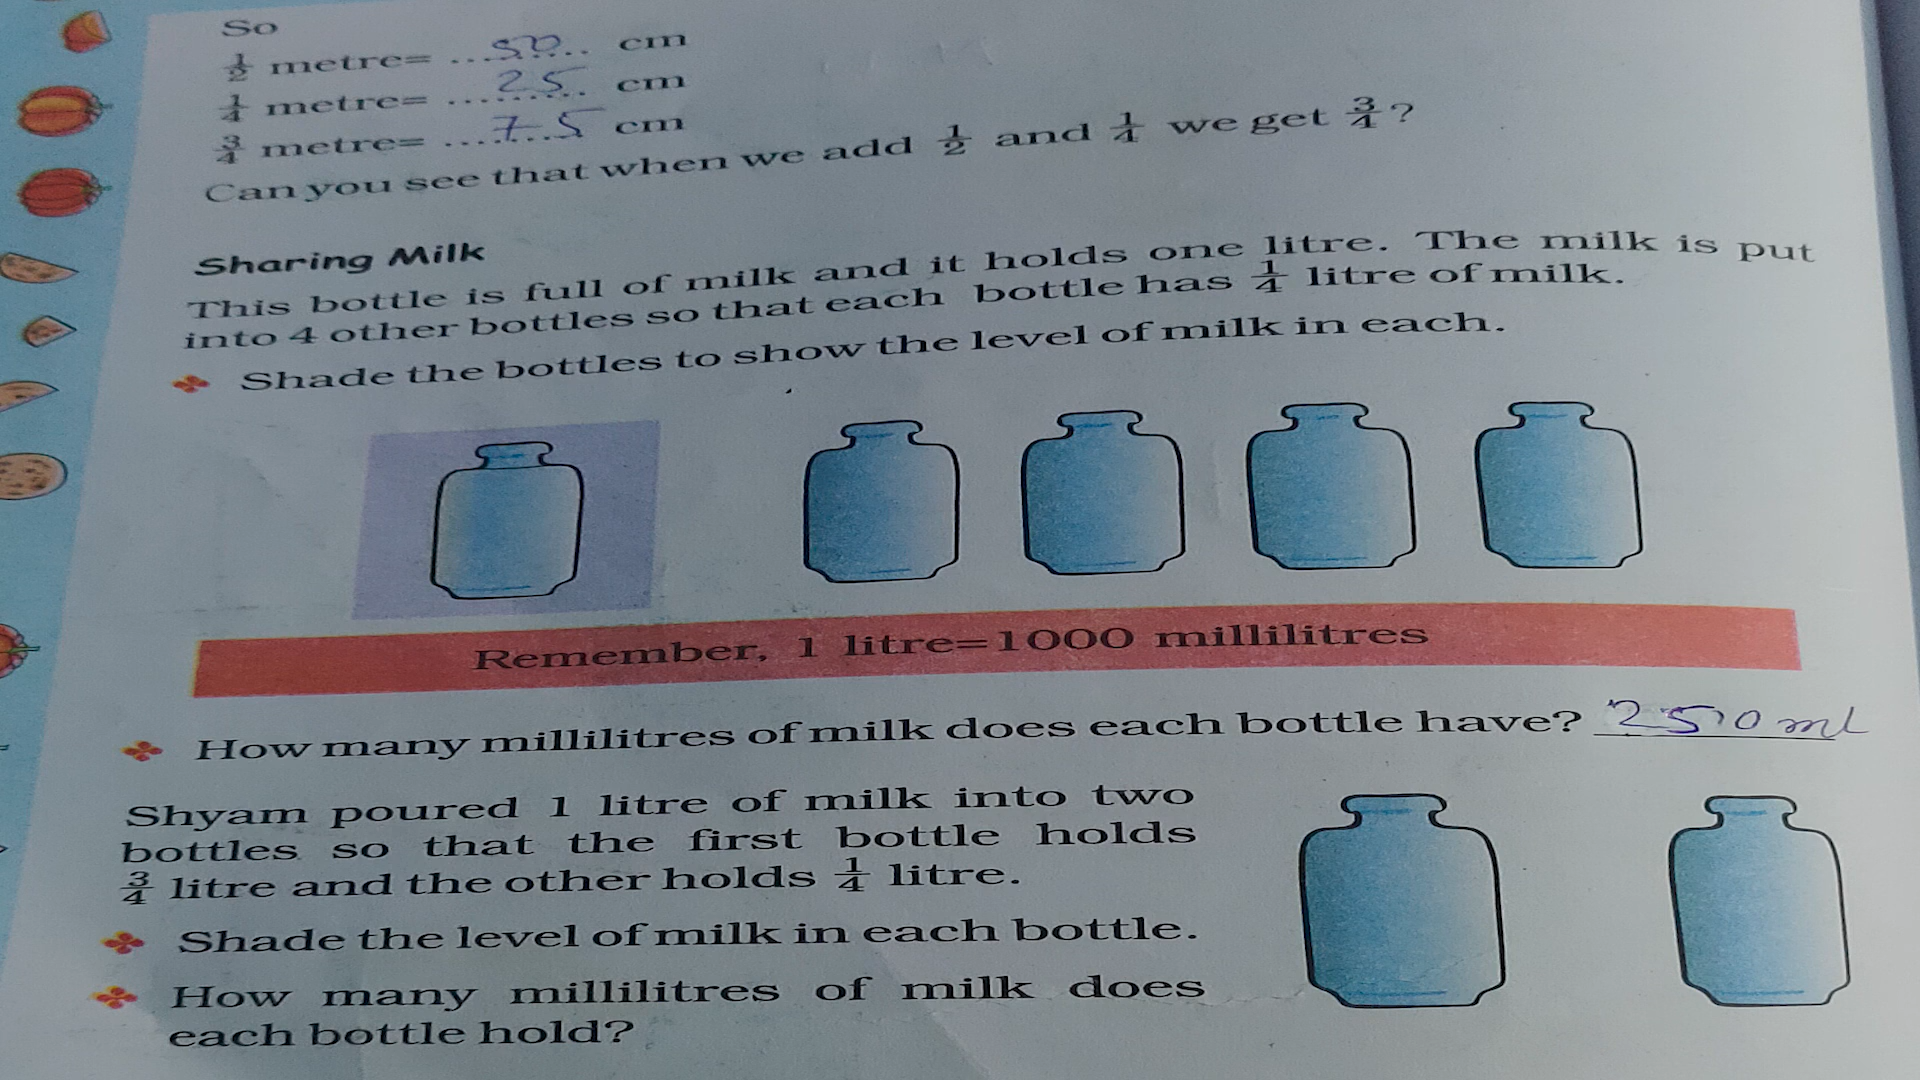 So
1/2 metre= ...50... cm
1/4 metre= ...25... cm
3/4 metre= ...75... cm
Can you see that when we add 1/2 and 1/4 we get 3/4?
Sharing Milk
This bottle is full of milk and it holds one litre. The milk is put
into 4 other bottles so that each bottle has 1/4 litre of milk.
Shade the bottles to show the level of milk in each.
Remember, 1 litre=1000 millilitres
How many millilitres of milk does each bottle have? 250 ml
Shyam poured 1 litre of milk into two
bottles so that the first bottle holds
3/4 litre and the other holds 1/4 litre.
Shade the level of milk in each bottle.
How many millilitres of milk does
each bottle hold?